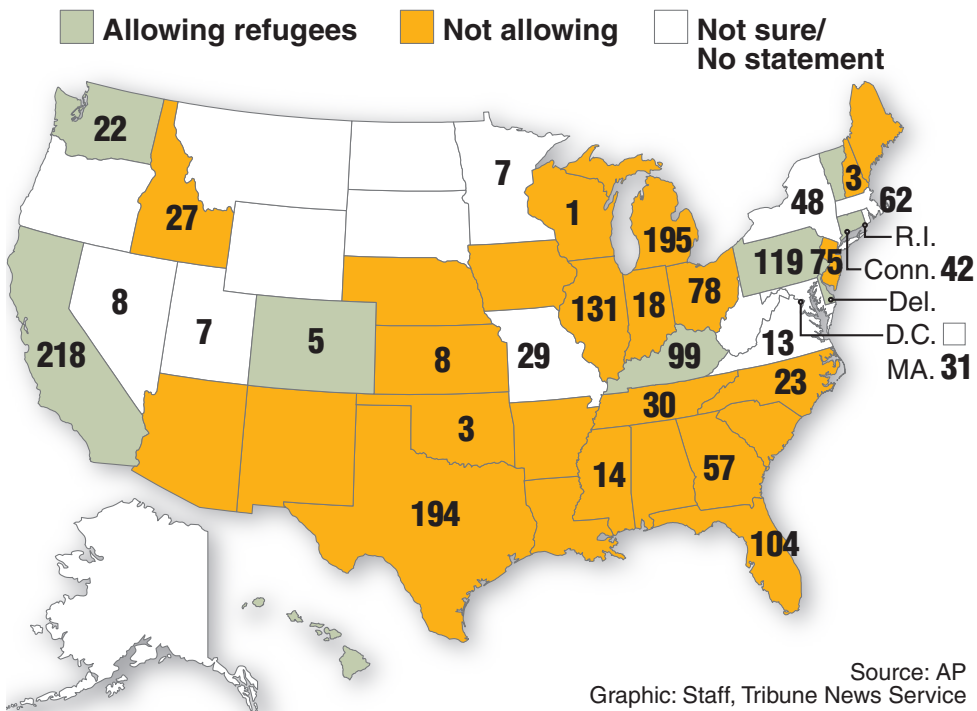 Allowing refugees
Not allowing
Not sure/
No statement
22
7
3
48
62
27
1
195
R.I.
119
75
Conn. 42
8
131
18
78
Del.
7
5
D.C.
218
29
99
13
MA. 31
8
23
30
3
14
57
194
104
Source: AP
Graphic: Staff, Tribune News Service